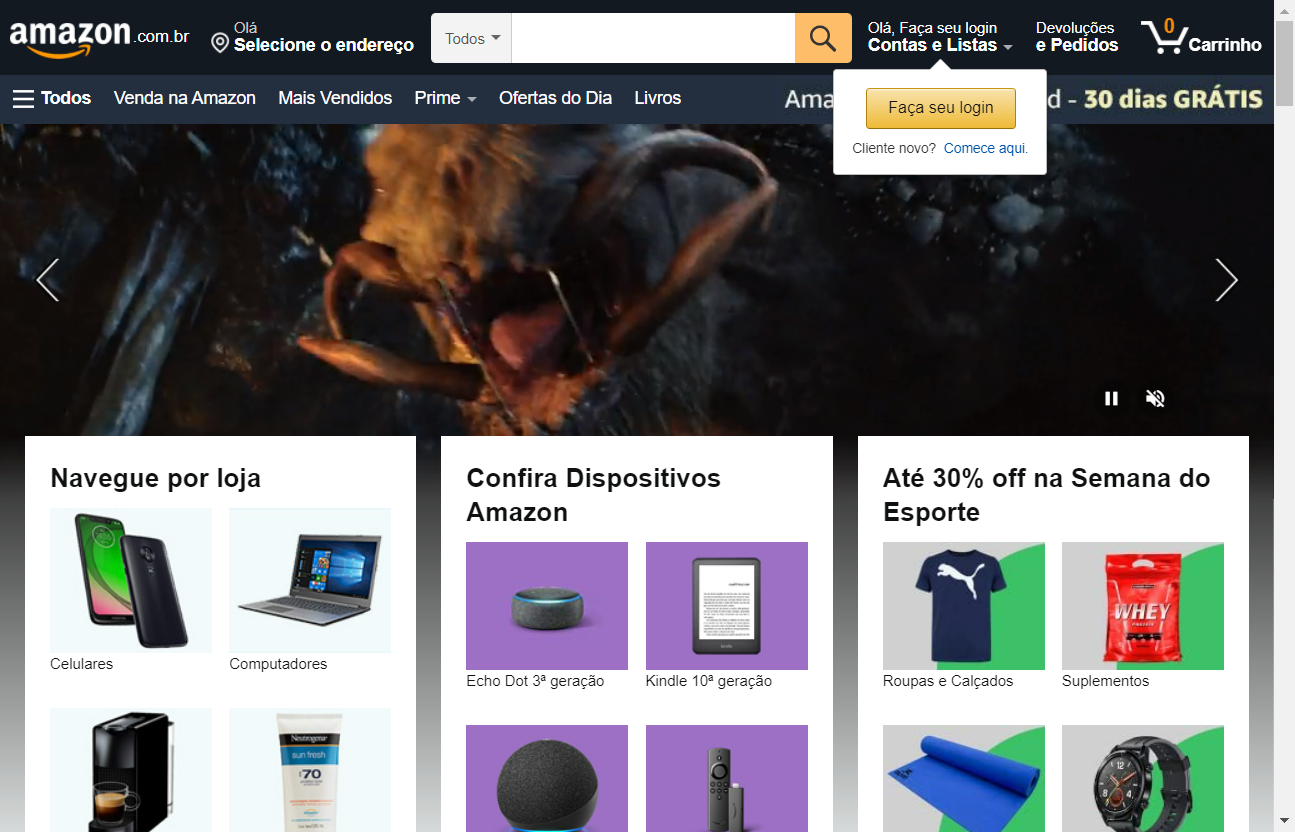 amazon.com.br
Olá
Selecione o endereço
Todos
Olá, Faça seu login
Contas e Listas
Devoluções
e Pedidos
0
Carrinho
Todos
Venda na Amazon
Mais Vendidos
Prime
Ofertas do Dia
Livros
Ama
d - 30 dias GRÁTIS
Faça seu login
Cliente novo? Comece aqui.
Navegue por loja
Celulares
Computadores
Neutrogena
sun fresh
70
Confira Dispositivos
Amazon
Echo Dot 3ª geração
Kindle 10ª geração
kindle
Até 30% off na Semana do
Esporte
WHEY
Roupas e Calçados
Suplementos